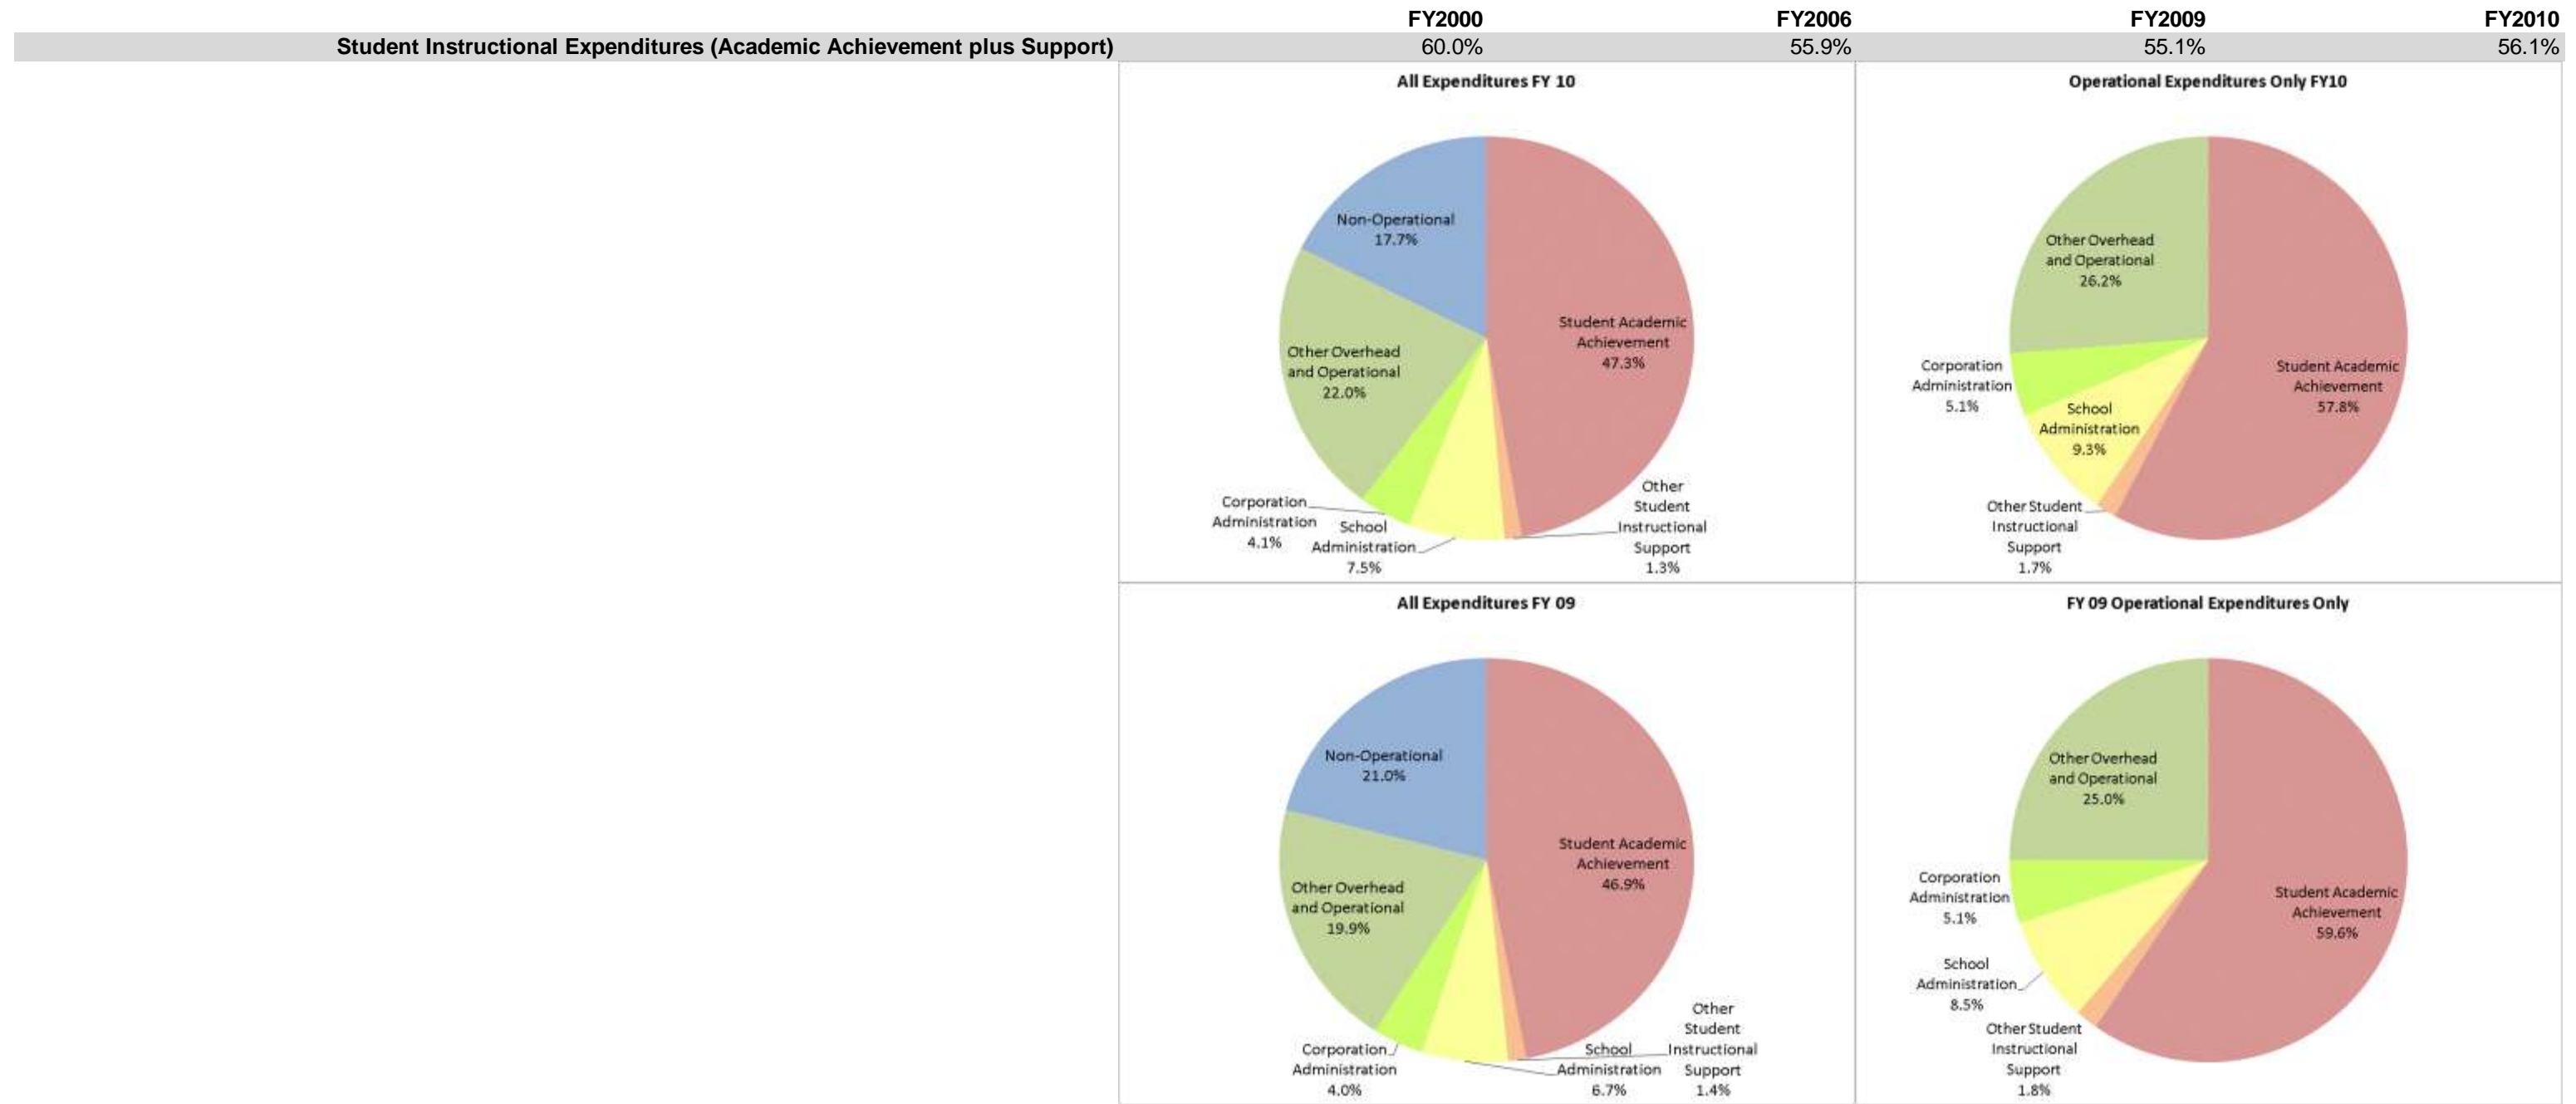 FY2000 FY2006 FY2009 FY2010
Student Instructional Expenditures (Academic Achievement plus Support) 60.0% 55.9% 55.1% 56.1%
All Expenditures FY 10
Non-Operational
17.7%
Student Academic
Achievement
47.3%
Other Overhead
and Operational
22.0%
Corporation
Administration
4.1%
School
Administration
7.5%
Other
Student
Instructional
Support
1.3%
Operational Expenditures Only FY10
Other Overhead
and Operational
26.2%
Student Academic
Achievement
57.8%
Corporation
Administration
5.1%
School
Administration
9.3%
Other Student
Instructional
Support
1.7%
All Expenditures FY 09
Non-Operational
21.0%
Student Academic
Achievement
46.9%
Other Overhead
and Operational
19.9%
Corporation
Administration
4.0%
School
Administration
6.7%
Other
Student
Instructional
Support
1.4%
FY 09 Operational Expenditures Only
Other Overhead
and Operational
25.0%
Student Academic
Achievement
59.6%
Corporation
Administration
5.1%
School
Administration
8.5%
Other Student
Instructional
Support
1.8%